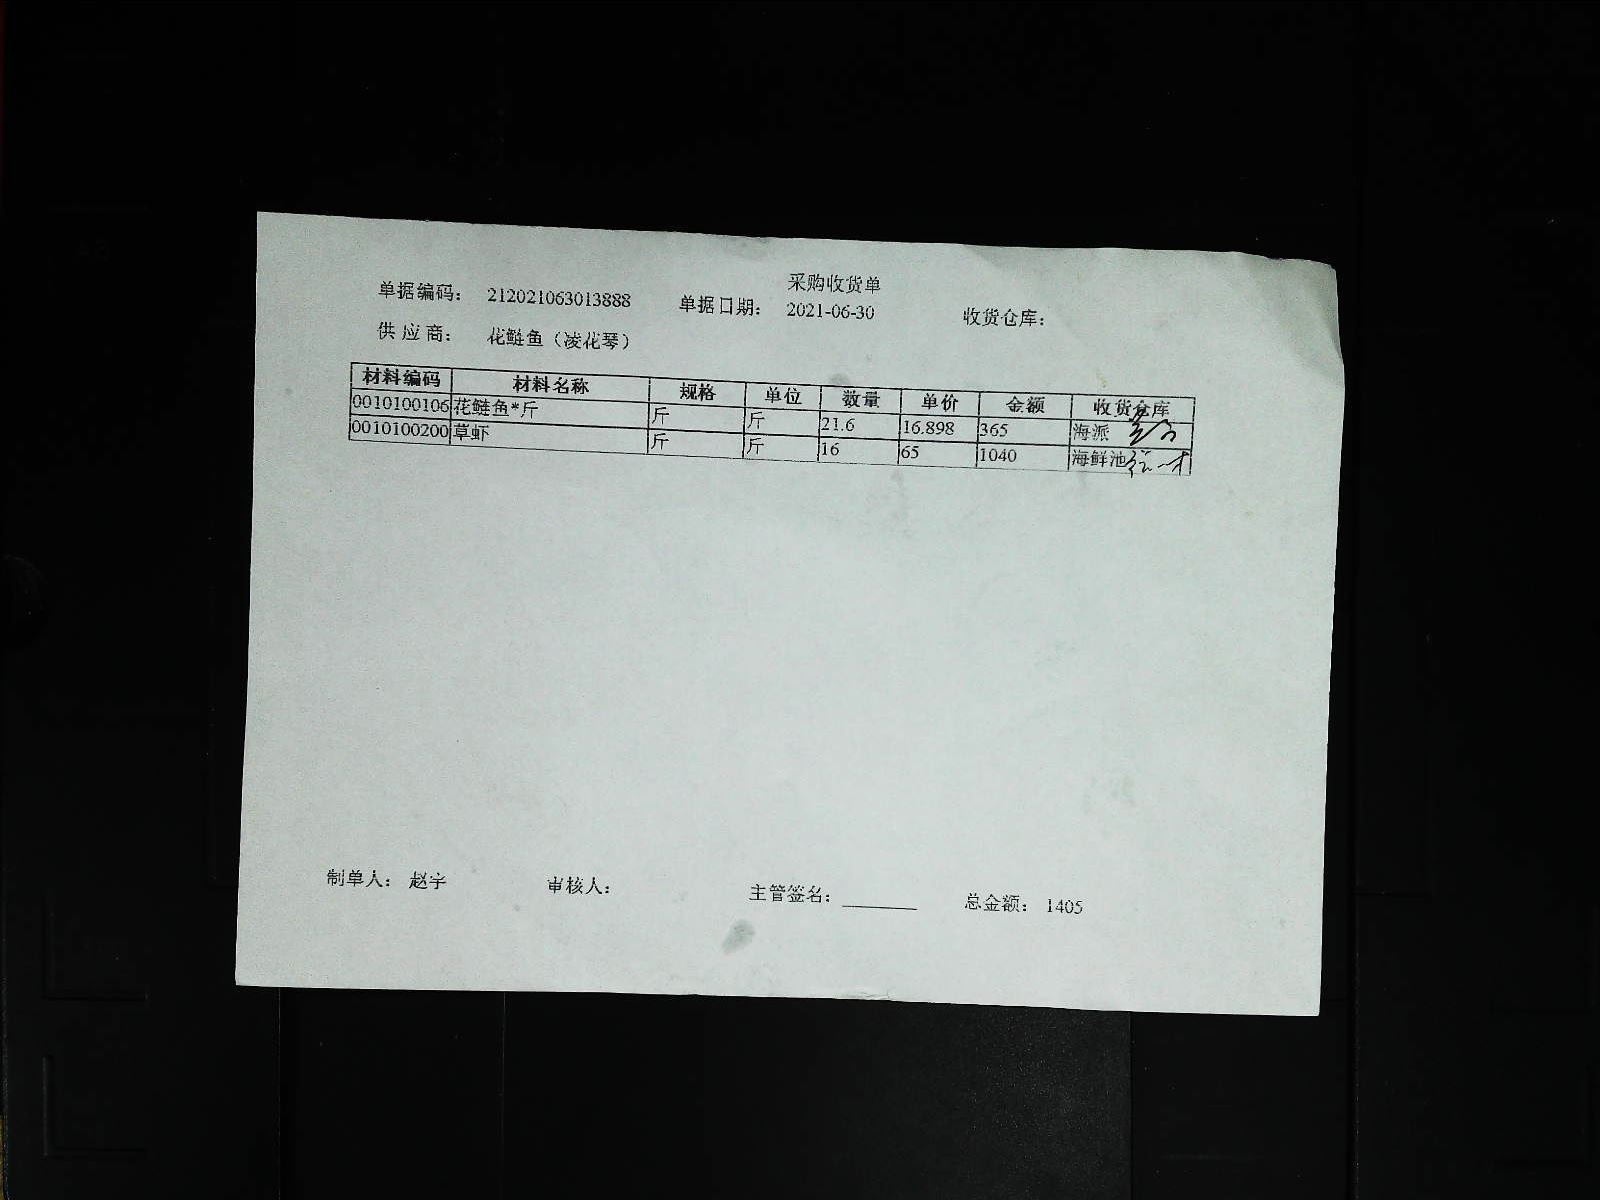 采购收货单
单据编码： 212021063013888 单据日期： 2021-06-30 收货仓库：
供 应 商： 花鲢鱼（凌花琴）
材料编码 材料名称 规格 单位 数量 单价 金额 收货仓库
0010100106 花鲢鱼*斤 斤 斤 21.6 16.898 365 海派
0010100200 草虾 斤 斤 16 65 1040 海鲜池
制单人： 赵宇 审核人： 主管签名： 总金额： 1405